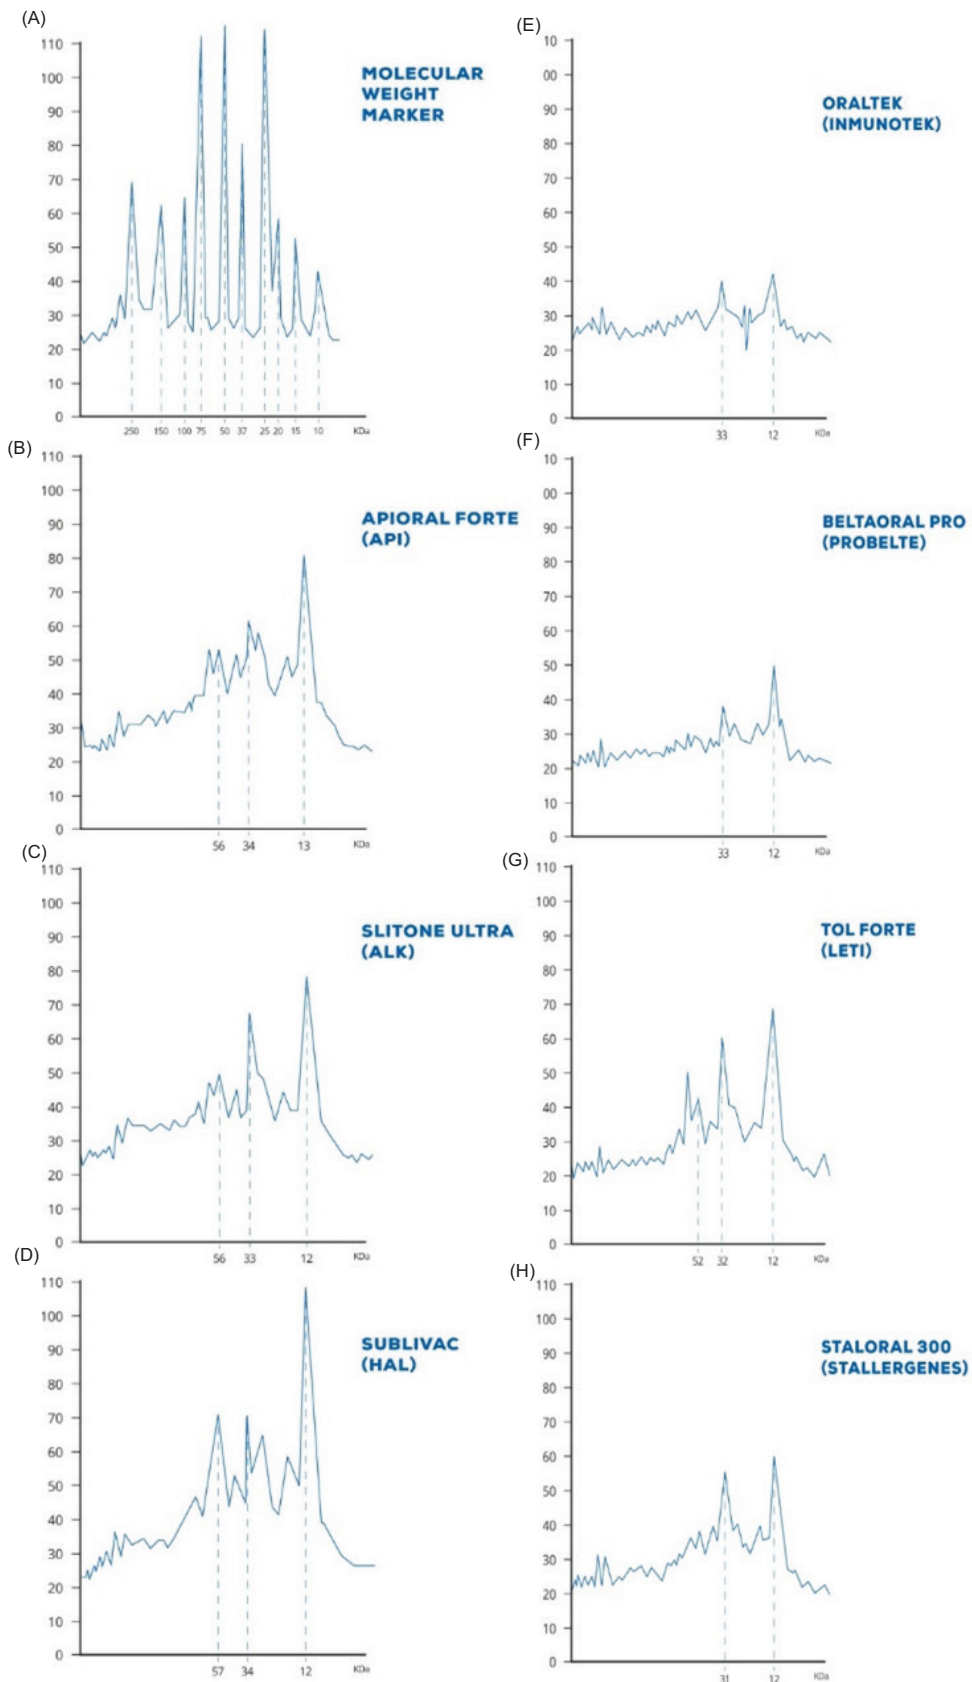 (A)
110
100
90
80
70
60
50
40
30
20
10
0
MOLECULAR
WEIGHT
MARKER
250 150 100 75 50 37 25 20 15 10 KDa
(B)
110
100
90
80
70
60
50
40
30
20
10
0
APIORAL FORTE
(API)
56 34 13 KDa
(C)
110
100
90
80
70
60
50
40
30
20
10
0
SLITONE ULTRA
(ALK)
56 33 12 KDa
(D)
110
100
90
80
70
60
50
40
30
20
10
0
SUBLIVAC
(HAL)
57 34 12 KDa
(E)
10
00
90
80
70
60
50
40
30
20
10
0
ORALTEK
(INMUNOTEK)
33 12 KDa
(F)
10
00
90
80
70
60
50
40
30
20
10
0
BELTAORAL PRO
(PROBELTE)
33 12 KDa
(G)
110
100
90
80
70
60
50
40
30
20
10
0
TOL FORTE
(LETI)
52 32 12 KDa
(H)
110
100
90
80
70
60
50
40
30
20
10
0
STALORAL 300
(STALLERGENES)
31 12 KDa